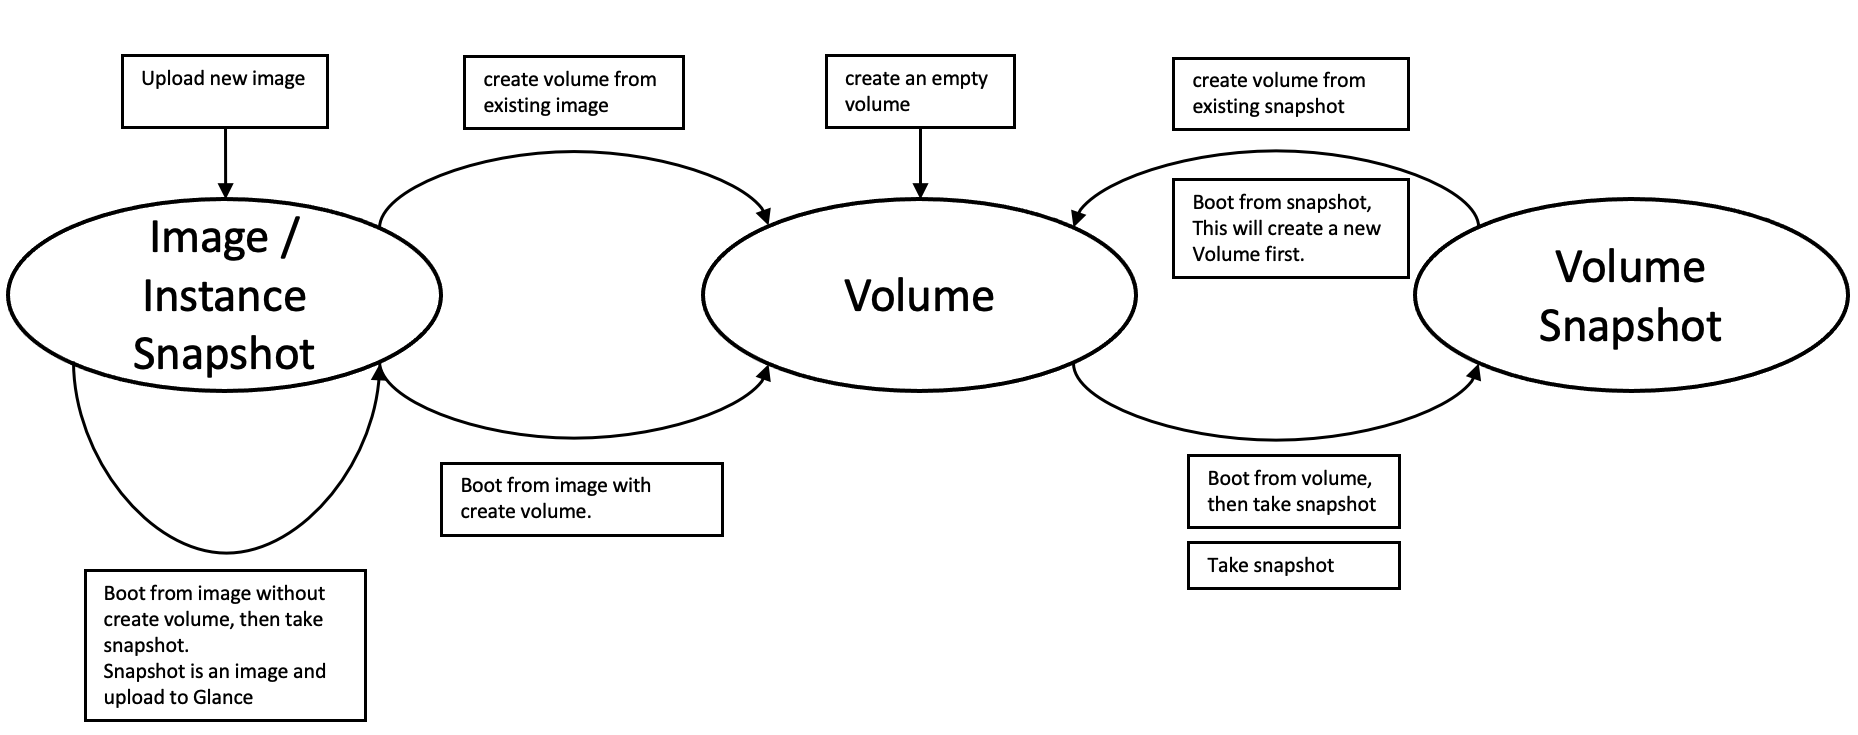 Upload new image
create volume from
existing image
create an empty
volume
create volume from
existing snapshot
Boot from snapshot,
This will create a new
Volume first.
Image /
Instance
Snapshot
Volume
Volume
Snapshot
Boot from image with
create volume.
Boot from volume,
then take snapshot
Take snapshot
Boot from image without
create volume, then take
snapshot.
Snapshot is an image and
upload to Glance